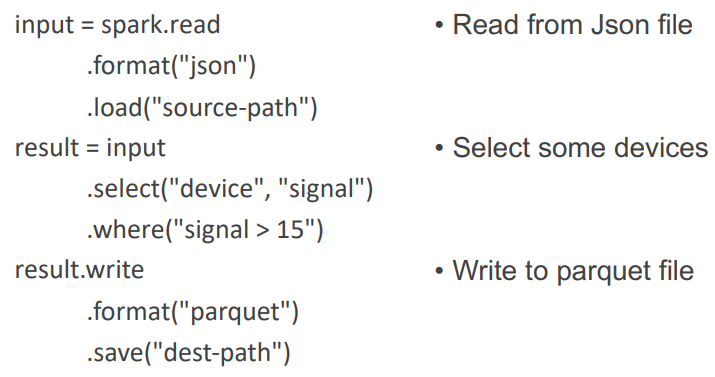 input = spark.read • Read from Json file
.format("json")
.load("source-path")
result = input • Select some devices
.select("device", "signal")
.where("signal > 15")
result.write • Write to parquet file
.format("parquet")
.save("dest-path")